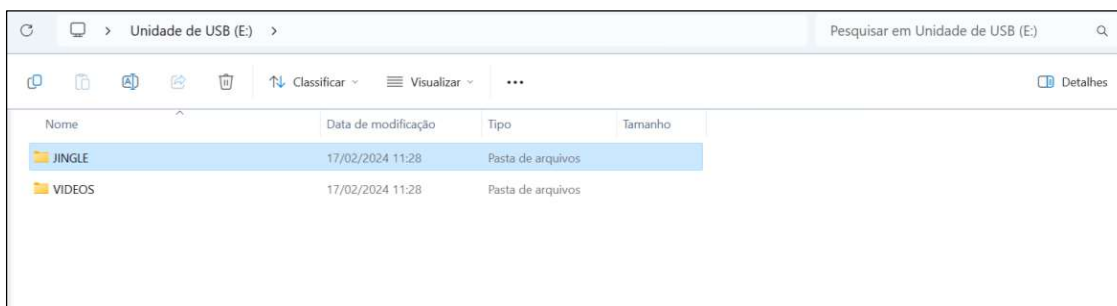 Unidade de USB (E:)
Pesquisar em Unidade de USB (E:)
Classificar
Visualizar
Detalhes
Nome
Data de modificação
Tipo
Tamanho
JINGLE
17/02/2024 11:28
Pasta de arquivos
VIDEOS
17/02/2024 11:28
Pasta de arquivos